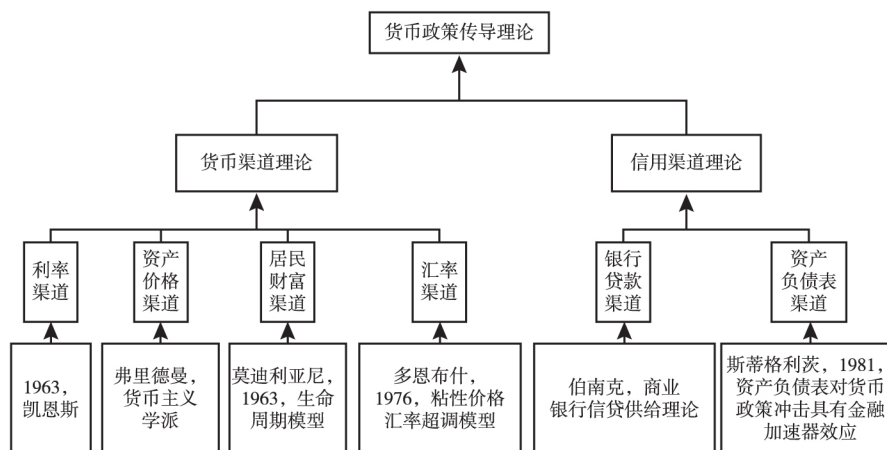 货币政策传导理论
货币渠道理论
信用渠道理论
利率
渠道
资产
价格
渠道
居民
财富
渠道
汇率
渠道
银行
贷款
渠道
资产
负债表
渠道
1963，
凯恩斯
弗里德曼，
货币主义
学派
莫迪利亚尼，
1963，生命
周期模型
多恩布什，
1976，粘性价格
汇率超调模型
伯南克，商业
银行信贷供给理论
斯蒂格利茨，1981，
资产负债表对货币
政策冲击具有金融
加速器效应